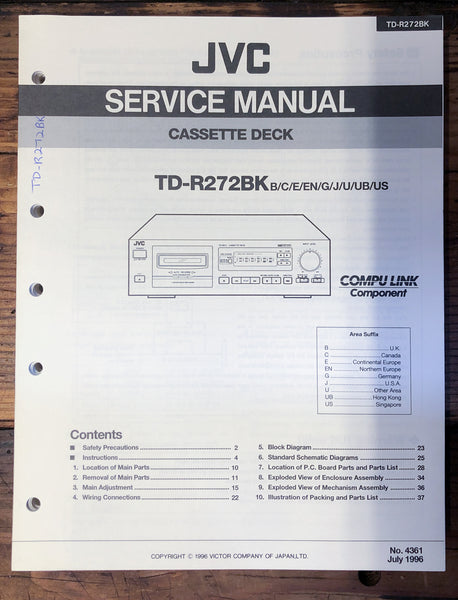 TD-R272BK
JVC
SERVICE MANUAL
CASSETTE DECK
TD-R272BK
TD-R272BK B/C/E/EN/G/J/U/UB/US
JVC
COMPU LINK
Component
Area Suffix
B ............ U.K.
C ............ Canada
E ............ Continental Europe
EN ............ Northern Europe
G ............ Germany
J ............ U.S.A.
U ............ Other Area
UB ............ Hong Kong
US ............ Singapore
Contents
■ Safety Precautions ............ 2
■ Instructions ............ 4
1. Location of Main Parts ............ 10
2. Removal of Main Parts ............ 11
3. Main Adjustment ............ 15
4. Wiring Connections ............ 22
5. Block Diagram ............ 23
6. Standard Schematic Diagrams ............ 25
7. Location of P.C. Board Parts and Parts List ............ 28
8. Exploded View of Enclosure Assembly ............ 34
9. Exploded View of Mechanism Assembly ............ 36
10. Illustration of Packing and Parts List ............ 37
COPYRIGHT © 1996 VICTOR COMPANY OF JAPAN,LTD.
No. 4361
July 1996